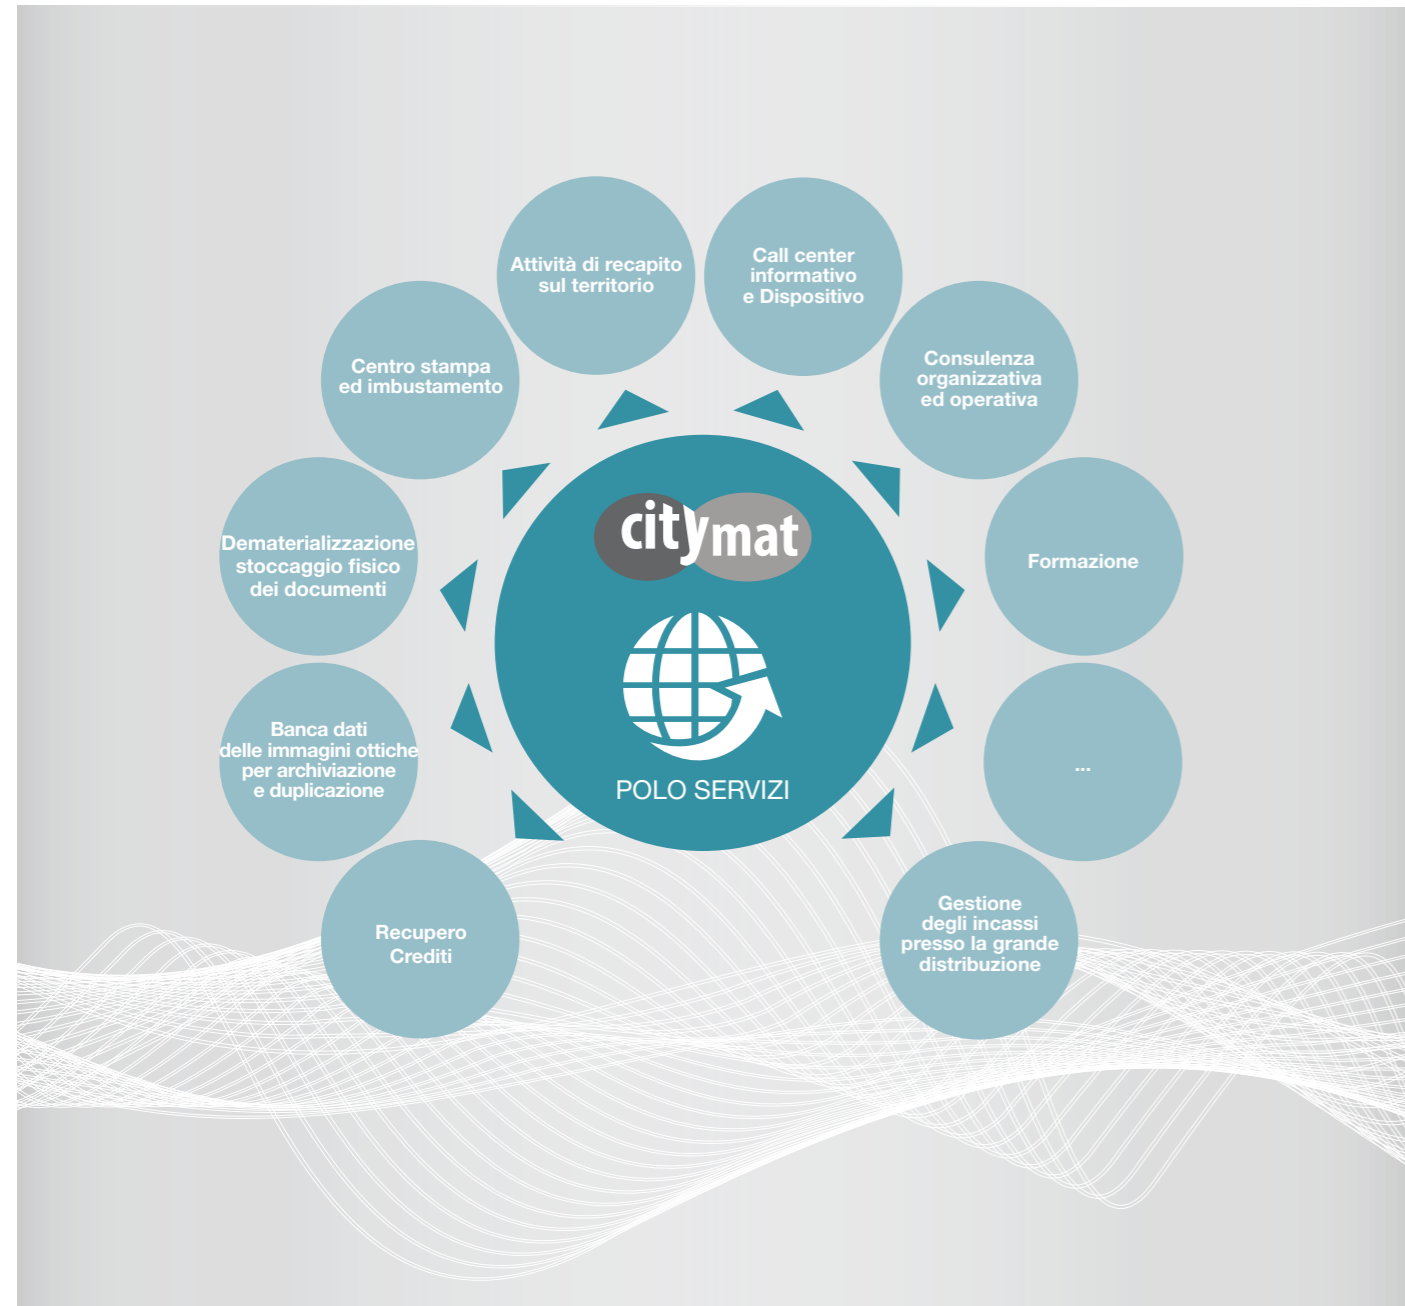 Attività di recapito
sul territorio
Call center
informativo
e Dispositivo
Centro stampa
ed imbustamento
Consulenza
organizzativa
ed operativa
Dematerializzazione
stoccaggio fisico
dei documenti
citymat
Formazione
Banca dati
delle immagini ottiche
per archiviazione
e duplicazione
POLO SERVIZI
...
Recupero
Crediti
Gestione
degli incassi
presso la grande
distribuzione